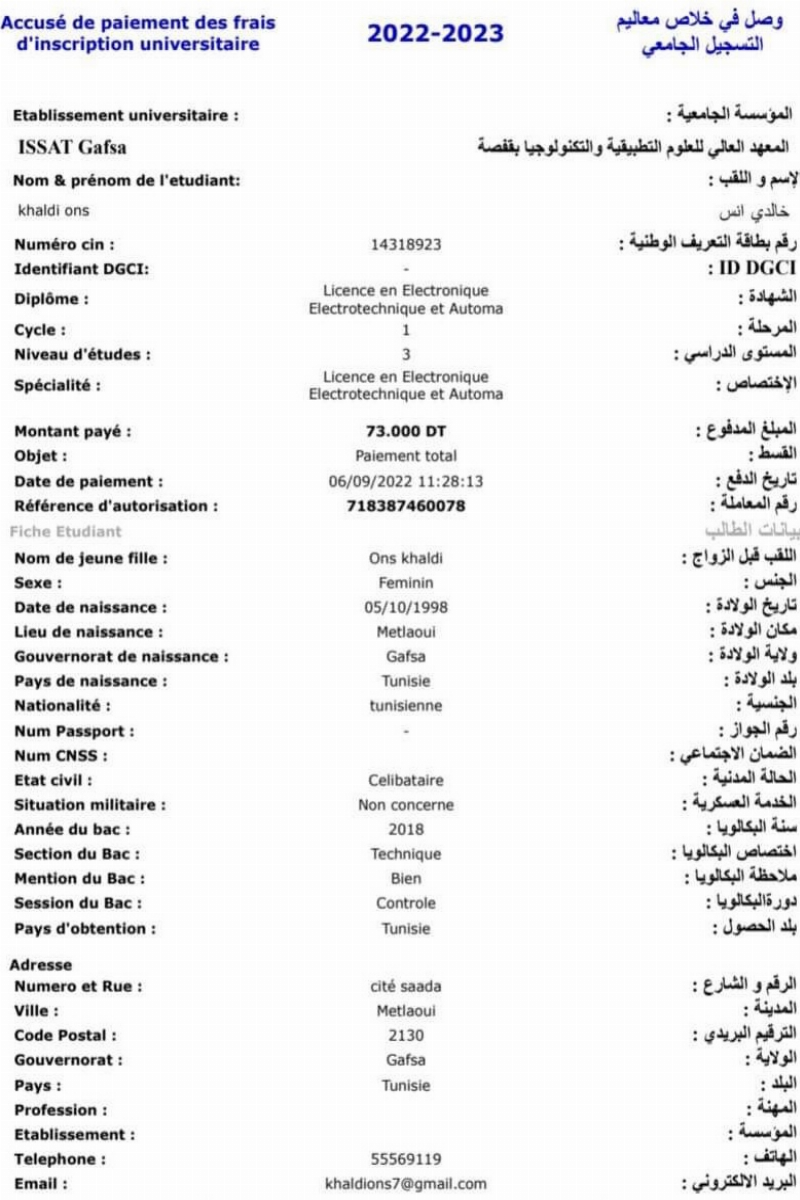 Accusé de paiement des frais d'inscription universitaire
2022-2023
وصل في خلاص معاليم التسجيل الجامعي
Etablissement universitaire : المؤسسة الجامعية :
ISSAT Gafsa المعهد العالي للعلوم التطبيقية والتكنولوجيا بقفصة
Nom & prénom de l'etudiant: لإسم و اللقب :
khaldi ons خالدي انس
Numéro cin : 14318923 رقم بطاقة التعريف الوطنية :
Identifiant DGCI: - ID DGCI :
Diplôme : Licence en Electronique Electrotechnique et Automa الشهادة :
Cycle : 1 المرحلة :
Niveau d'études : 3 المستوى الدراسي :
Spécialité : Licence en Electronique Electrotechnique et Automa الإختصاص :
Montant payé : 73.000 DT المبلغ المدفوع :
Objet : Paiement total القسط :
Date de paiement : 06/09/2022 11:28:13 تاريخ الدفع :
Référence d'autorisation : 718387460078 رقم المعاملة :
Fiche Etudiant بيانات الطالب
Nom de jeune fille : Ons khaldi اللقب قبل الزواج :
Sexe : Feminin الجنس :
Date de naissance : 05/10/1998 تاريخ الولادة :
Lieu de naissance : Metlaoui مكان الولادة :
Gouvernorat de naissance : Gafsa ولاية الولادة :
Pays de naissance : Tunisie بلد الولادة :
Nationalité : tunisienne الجنسية :
Num Passport : - رقم الجواز :
Num CNSS : الضمان الاجتماعي :
Etat civil : Celibataire الحالة المدنية :
Situation militaire : Non concerne الخدمة العسكرية :
Année du bac : 2018 سنة البكالويا :
Section du Bac : Technique اختصاص البكالويا :
Mention du Bac : Bien ملاحظة البكالويا :
Session du Bac : Controle دورةالبكالويا :
Pays d'obtention : Tunisie بلد الحصول :
Adresse
Numero et Rue : cité saada الرقم و الشارع :
Ville : Metlaoui المدينة :
Code Postal : 2130 الترقيم البريدي :
Gouvernorat : Gafsa الولاية :
Pays : Tunisie البلد :
Profession : المهنة :
Etablissement : المؤسسة :
Telephone : 55569119 الهاتف :
Email : khaldions7@gmail.com البريد الالكتروني :